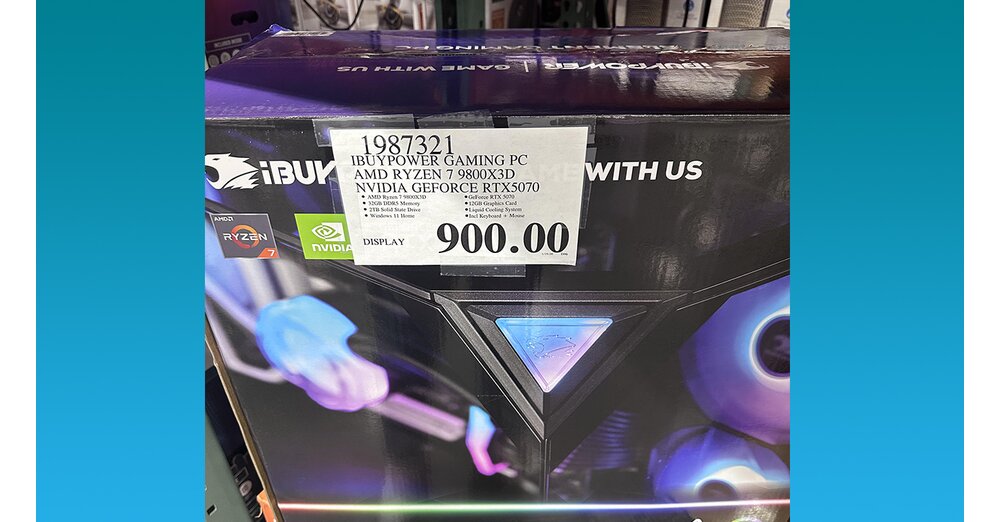 iBUYPOWER | GAME WITH US
1987321
IBUYPOWER GAMING PC
AMD RYZEN 7 9800X3D
NVIDIA GEFORCE RTX5070
• AMD Ryzen 7 9800X3D
• 32GB DDR5 Memory
• 2TB Solid State Drive
• Windows 11 Home
• GeForce RTX 5070
• 12GB Graphics Card
• Liquid Cooling System
• Incl Keyboard + Mouse
DISPLAY
900.00
iBUY
ME WITH US
AMD
RYZEN
7
NVIDIA